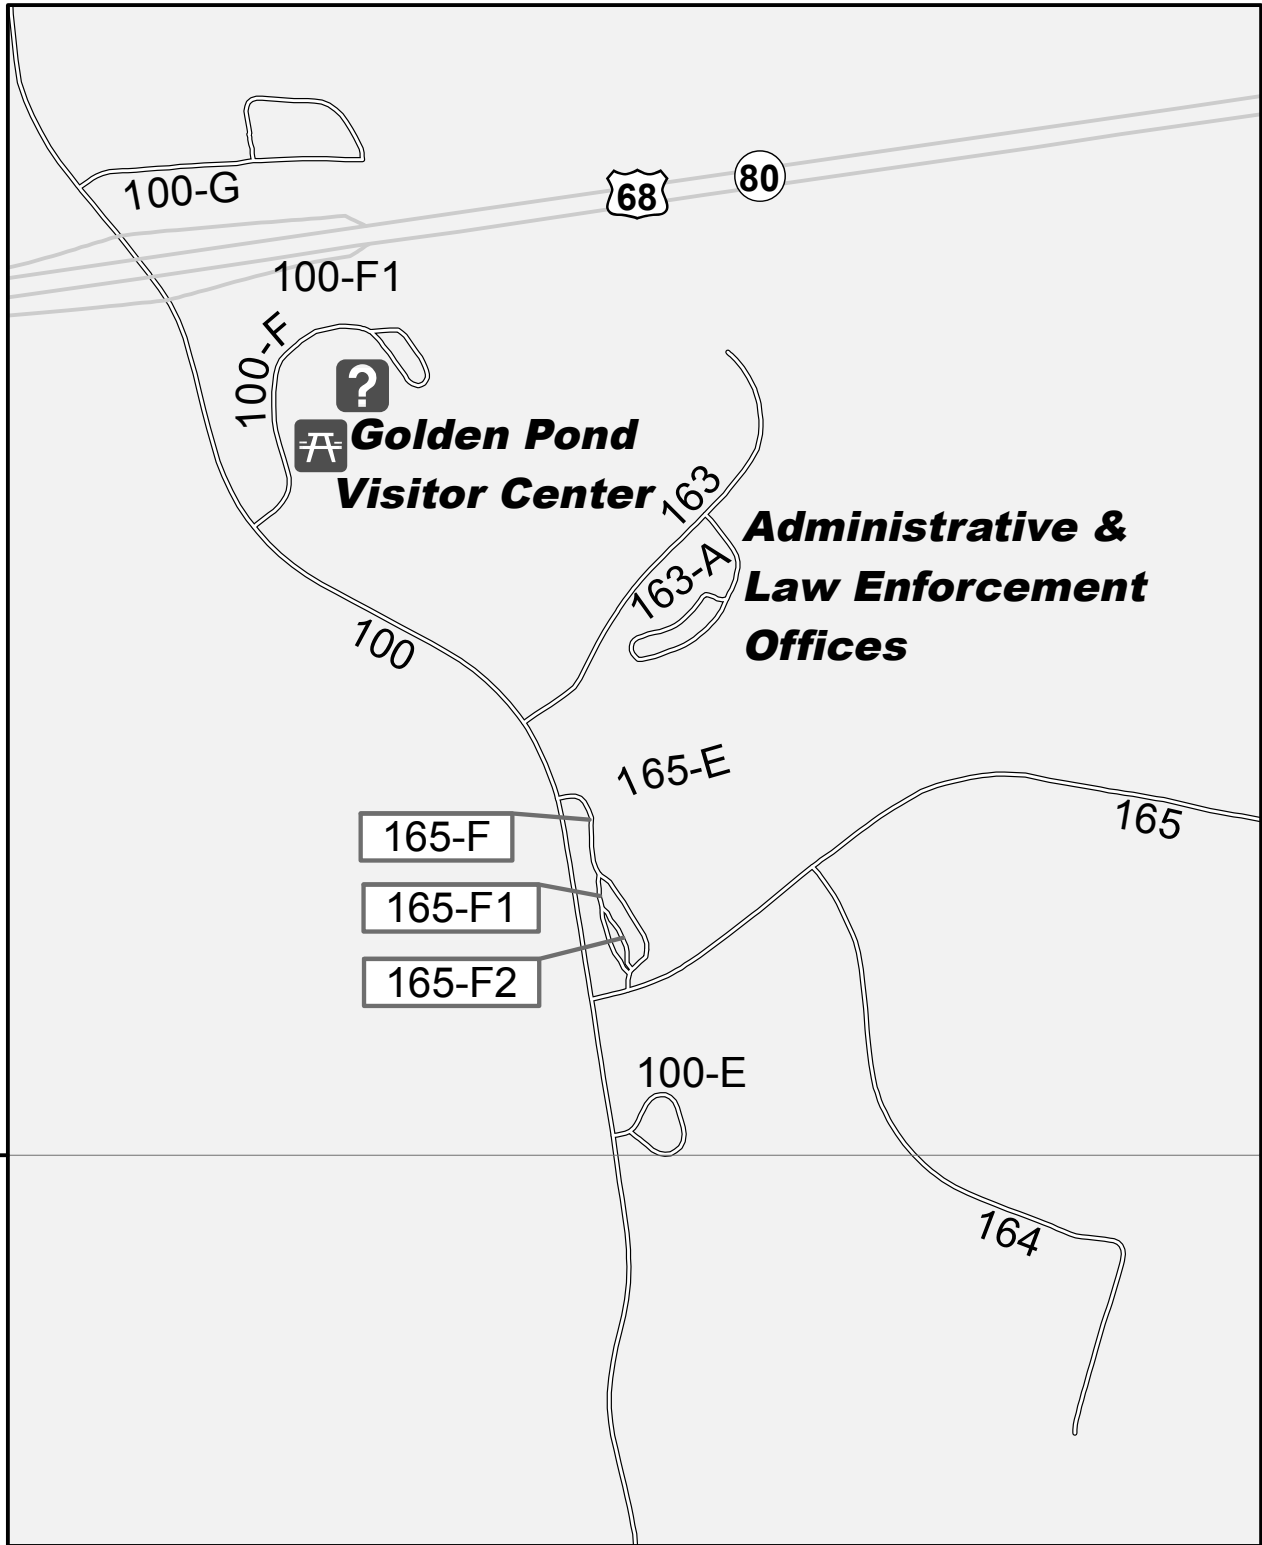 100-G
68
80
100-F1
100-F
?
Golden Pond
Visitor Center
163
Administrative &
163-A
Law Enforcement
Offices
100
165-E
165-F
165
165-F1
165-F2
100-E
164